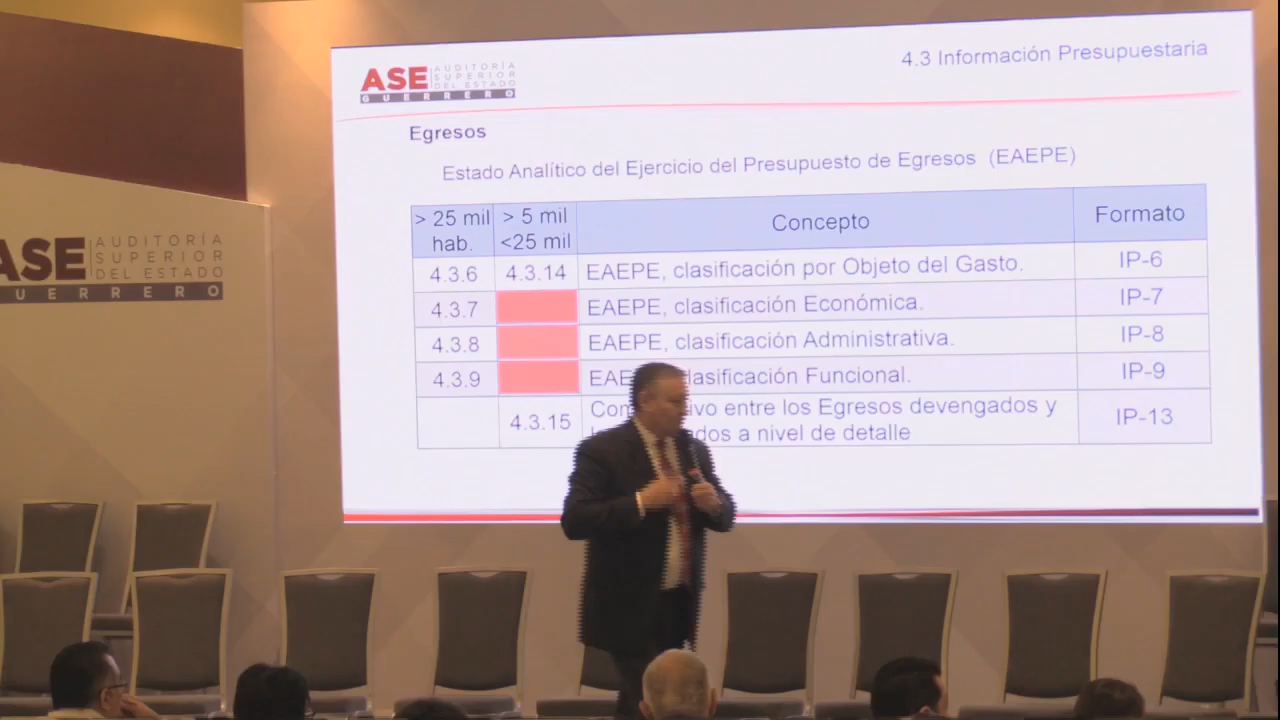 4.3 Información Presupuestaria
ASE AUDITORÍA
SUPERIOR
DEL ESTADO
GUERRERO
Egresos
Estado Analítico del Ejercicio del Presupuesto de Egresos (EAEPE)
> 25 mil hab. > 5 mil <25 mil Concepto Formato
4.3.6 4.3.14 EAEPE, clasificación por Objeto del Gasto. IP-6
4.3.7 EAEPE, clasificación Económica. IP-7
4.3.8 EAEPE, clasificación Administrativa. IP-8
4.3.9 clasificación Funcional. IP-9
4.3.15 entre los Egresos devengados y
a nivel de detalle IP-13
ASE AUDITORÍA
SUPERIOR
DEL ESTADO
UERRERO